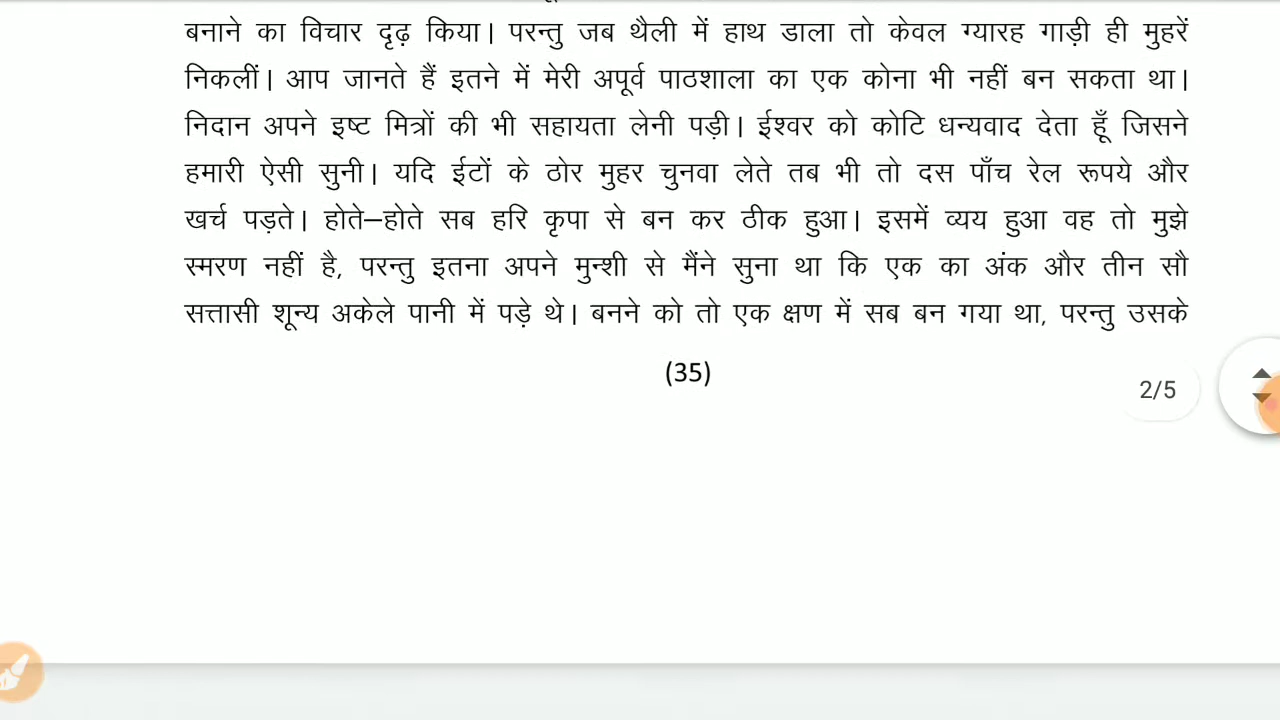 बनाने का विचार दृढ़ किया। परन्तु जब थैली में हाथ डाला तो केवल ग्यारह गाड़ी ही मुहरें
निकलीं। आप जानते हैं इतने में मेरी अपूर्व पाठशाला का एक कोना भी नहीं बन सकता था।
निदान अपने इष्ट मित्रों की भी सहायता लेनी पड़ी। ईश्वर को कोटि धन्यवाद देता हूँ जिसने
हमारी ऐसी सुनी। यदि ईटों के ठोर मुहर चुनवा लेते तब भी तो दस पाँच रेल रूपये और
खर्च पड़ते। होते–होते सब हरि कृपा से बन कर ठीक हुआ। इसमें व्यय हुआ वह तो मुझे
स्मरण नहीं है, परन्तु इतना अपने मुन्शी से मैंने सुना था कि एक का अंक और तीन सौ
सत्तासी शून्य अकेले पानी में पड़े थे। बनने को तो एक क्षण में सब बन गया था, परन्तु उसके
(35)
2/5